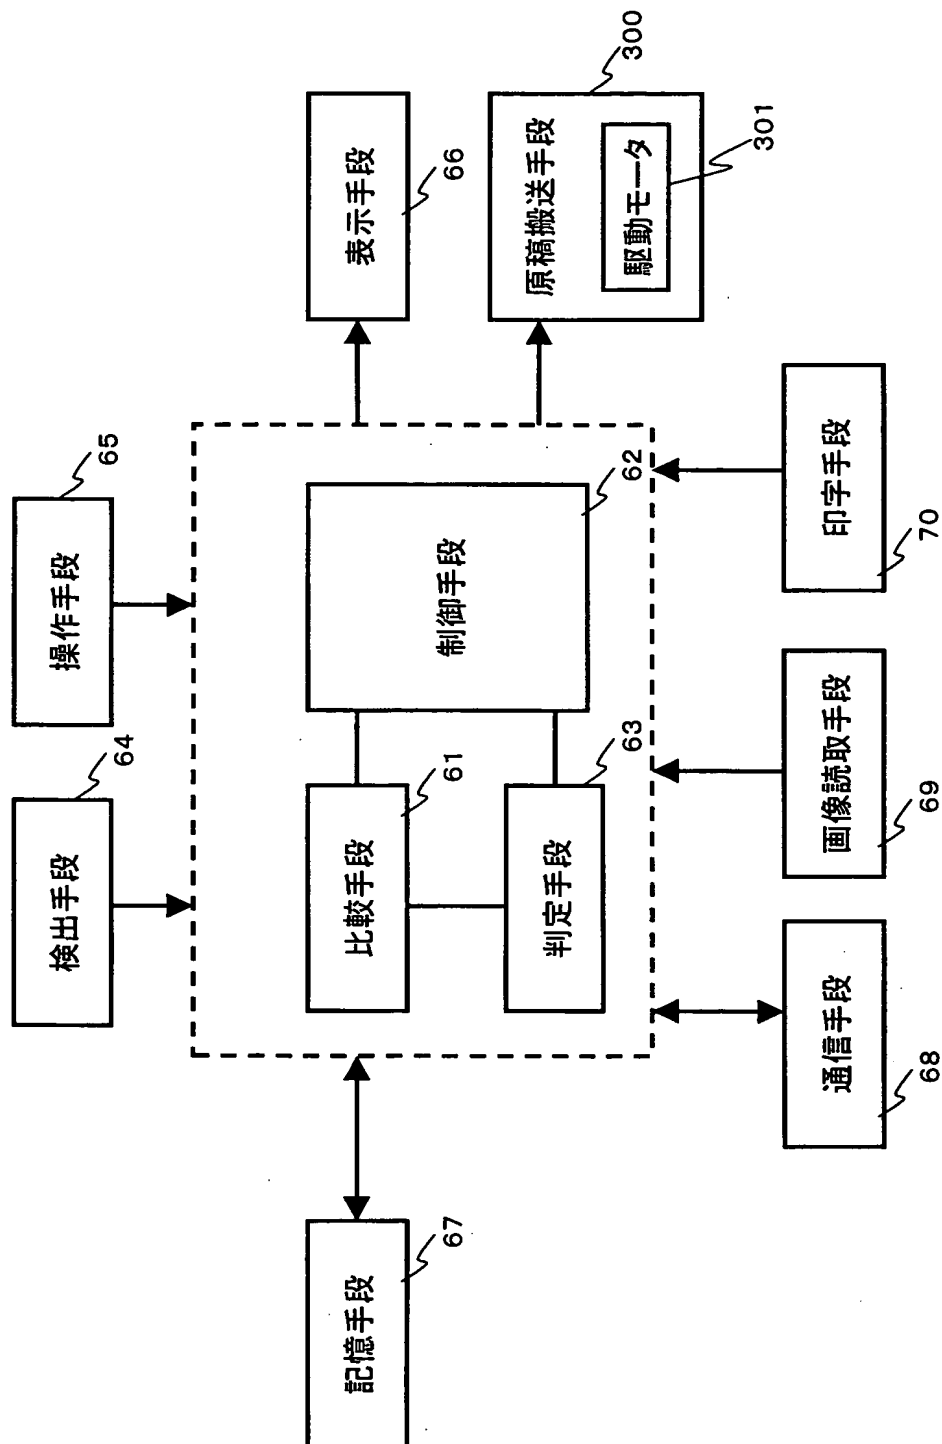 検出手段
64
操作手段
65
記憶手段
67
比較手段
61
判定手段
63
制御手段
62
表示手段
66
原稿搬送手段
300
駆動モータ
301
通信手段
68
画像読取手段
69
印字手段
70